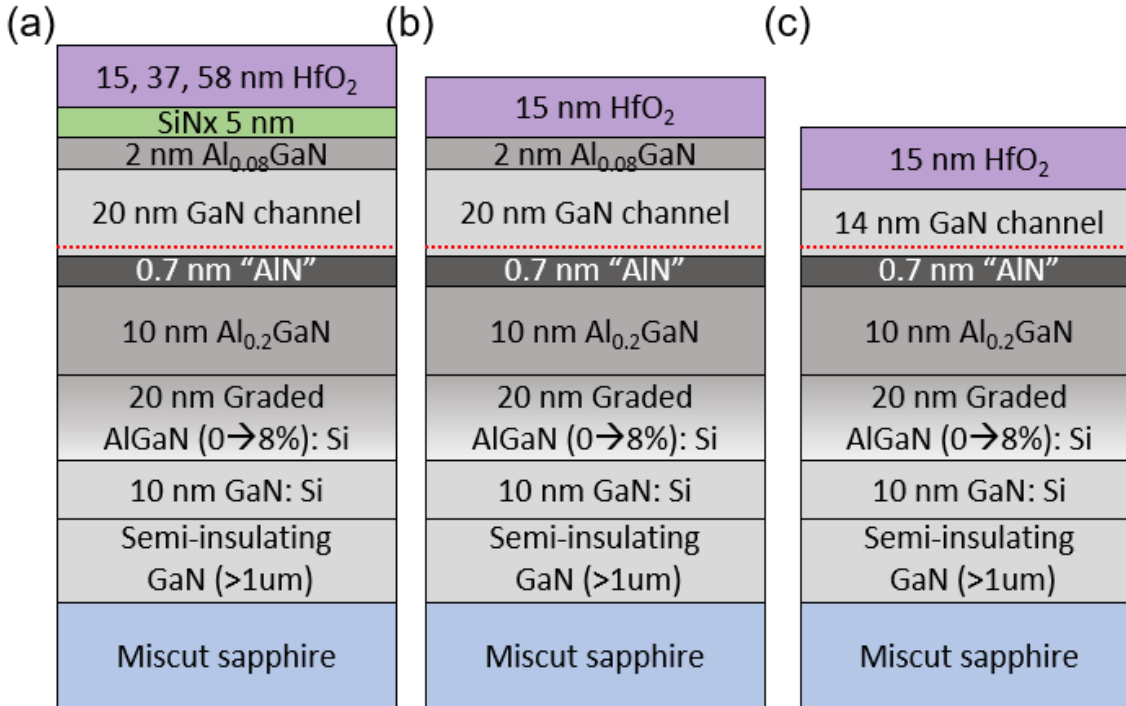 (a)
15, 37, 58 nm HfO₂
SiNx 5 nm
2 nm Al₀.₀₈GaN
20 nm GaN channel
0.7 nm “AlN”
10 nm Al₀.₂GaN
20 nm Graded
AlGaN (0→8%): Si
10 nm GaN: Si
Semi-insulating
GaN (>1um)
Miscut sapphire
(b)
15 nm HfO₂
2 nm Al₀.₀₈GaN
20 nm GaN channel
0.7 nm “AlN”
10 nm Al₀.₂GaN
20 nm Graded
AlGaN (0→8%): Si
10 nm GaN: Si
Semi-insulating
GaN (>1um)
Miscut sapphire
(c)
15 nm HfO₂
14 nm GaN channel
0.7 nm “AlN”
10 nm Al₀.₂GaN
20 nm Graded
AlGaN (0→8%): Si
10 nm GaN: Si
Semi-insulating
GaN (>1um)
Miscut sapphire